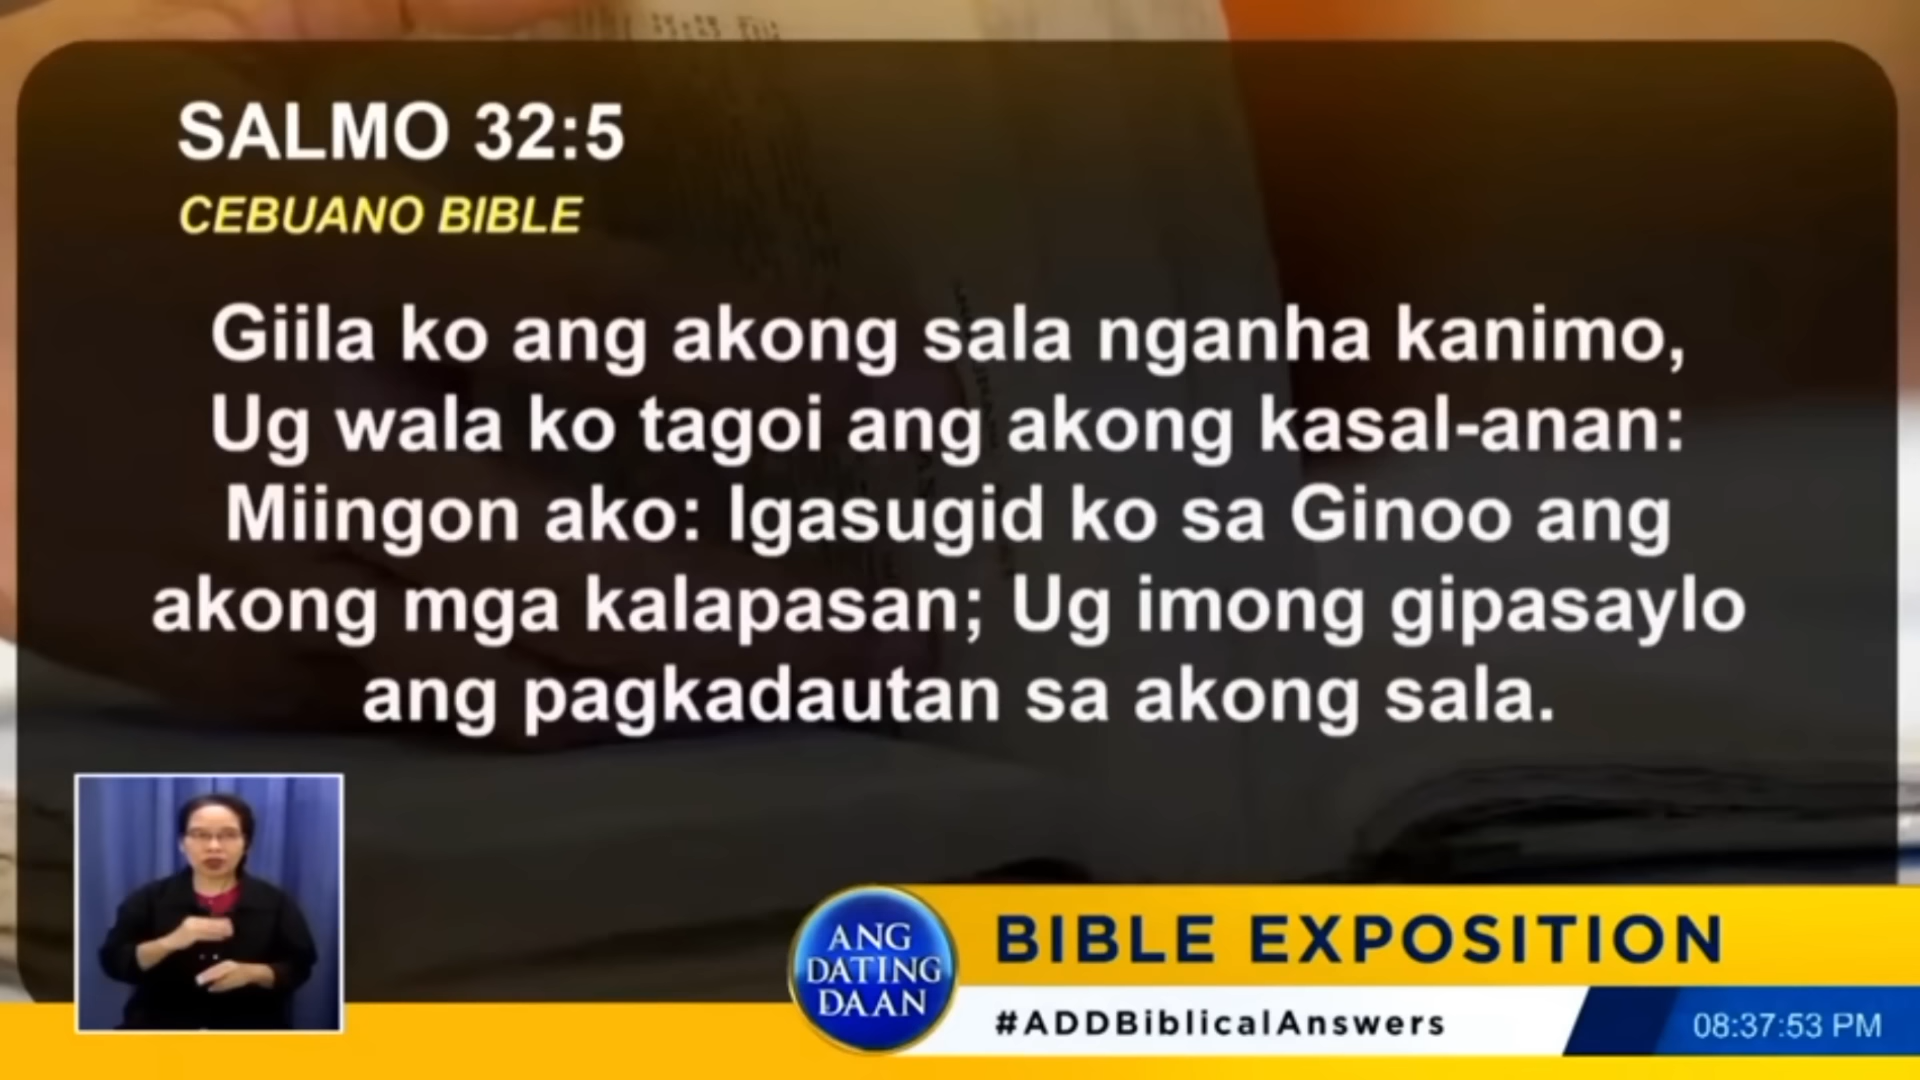 SALMO 32:5
CEBUANO BIBLE
Giila ko ang akong sala nganha kanimo,
Ug wala ko tagoi ang akong kasal-anan:
Miingon ako: Igasugid ko sa Ginoo ang
akong mga kalapasan; Ug imong gipasaylo
ang pagkadautan sa akong sala.
ANG
DATING
DAAN
BIBLE EXPOSITION
#ADDBiblicalAnswers
08:37:53 PM